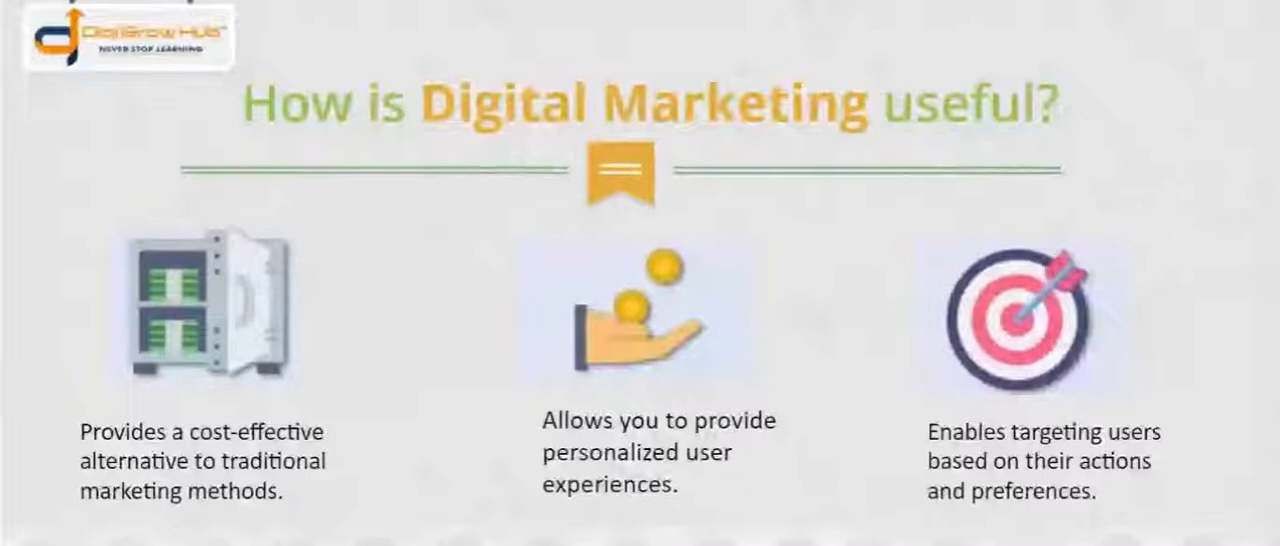 DigiGrow Hub™
NEVER STOP LEARNING
How is Digital Marketing useful?
Provides a cost-effective
alternative to traditional
marketing methods.
Allows you to provide
personalized user
experiences.
Enables targeting users
based on their actions
and preferences.